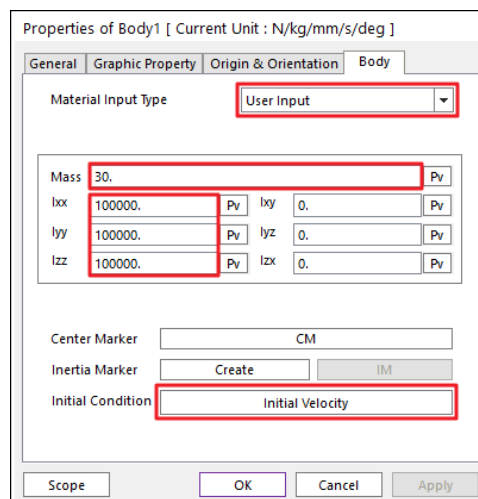 Properties of Body1 [ Current Unit : N/kg/mm/s/deg ]
General Graphic Property Origin & Orientation Body
Material Input Type User Input
Mass 30. Pv
Ixx 100000. Pv Ixy 0. Pv
Iyy 100000. Pv Iyz 0. Pv
Izz 100000. Pv Izx 0. Pv
Center Marker CM
Inertia Marker Create IM
Initial Condition Initial Velocity
Scope OK Cancel Apply